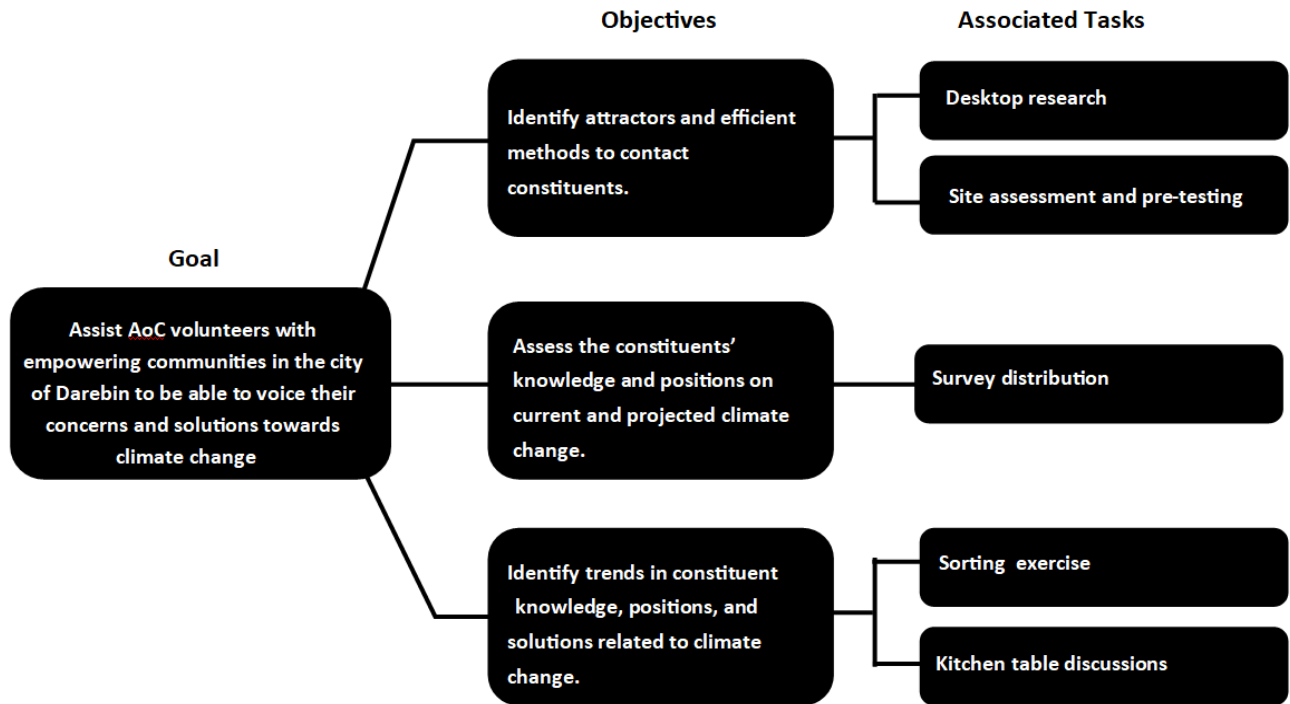 Objectives
Associated Tasks
Identify attractors and efficient
methods to contact
constituents.
Desktop research
Site assessment and pre-testing
Goal
Assist AoC volunteers with
empowering communities in the city
of Darebin to be able to voice their
concerns and solutions towards
climate change
Assess the constituents’
knowledge and positions on
current and projected climate
change.
Survey distribution
Identify trends in constituent
knowledge, positions, and
solutions related to climate
change.
Sorting exercise
Kitchen table discussions